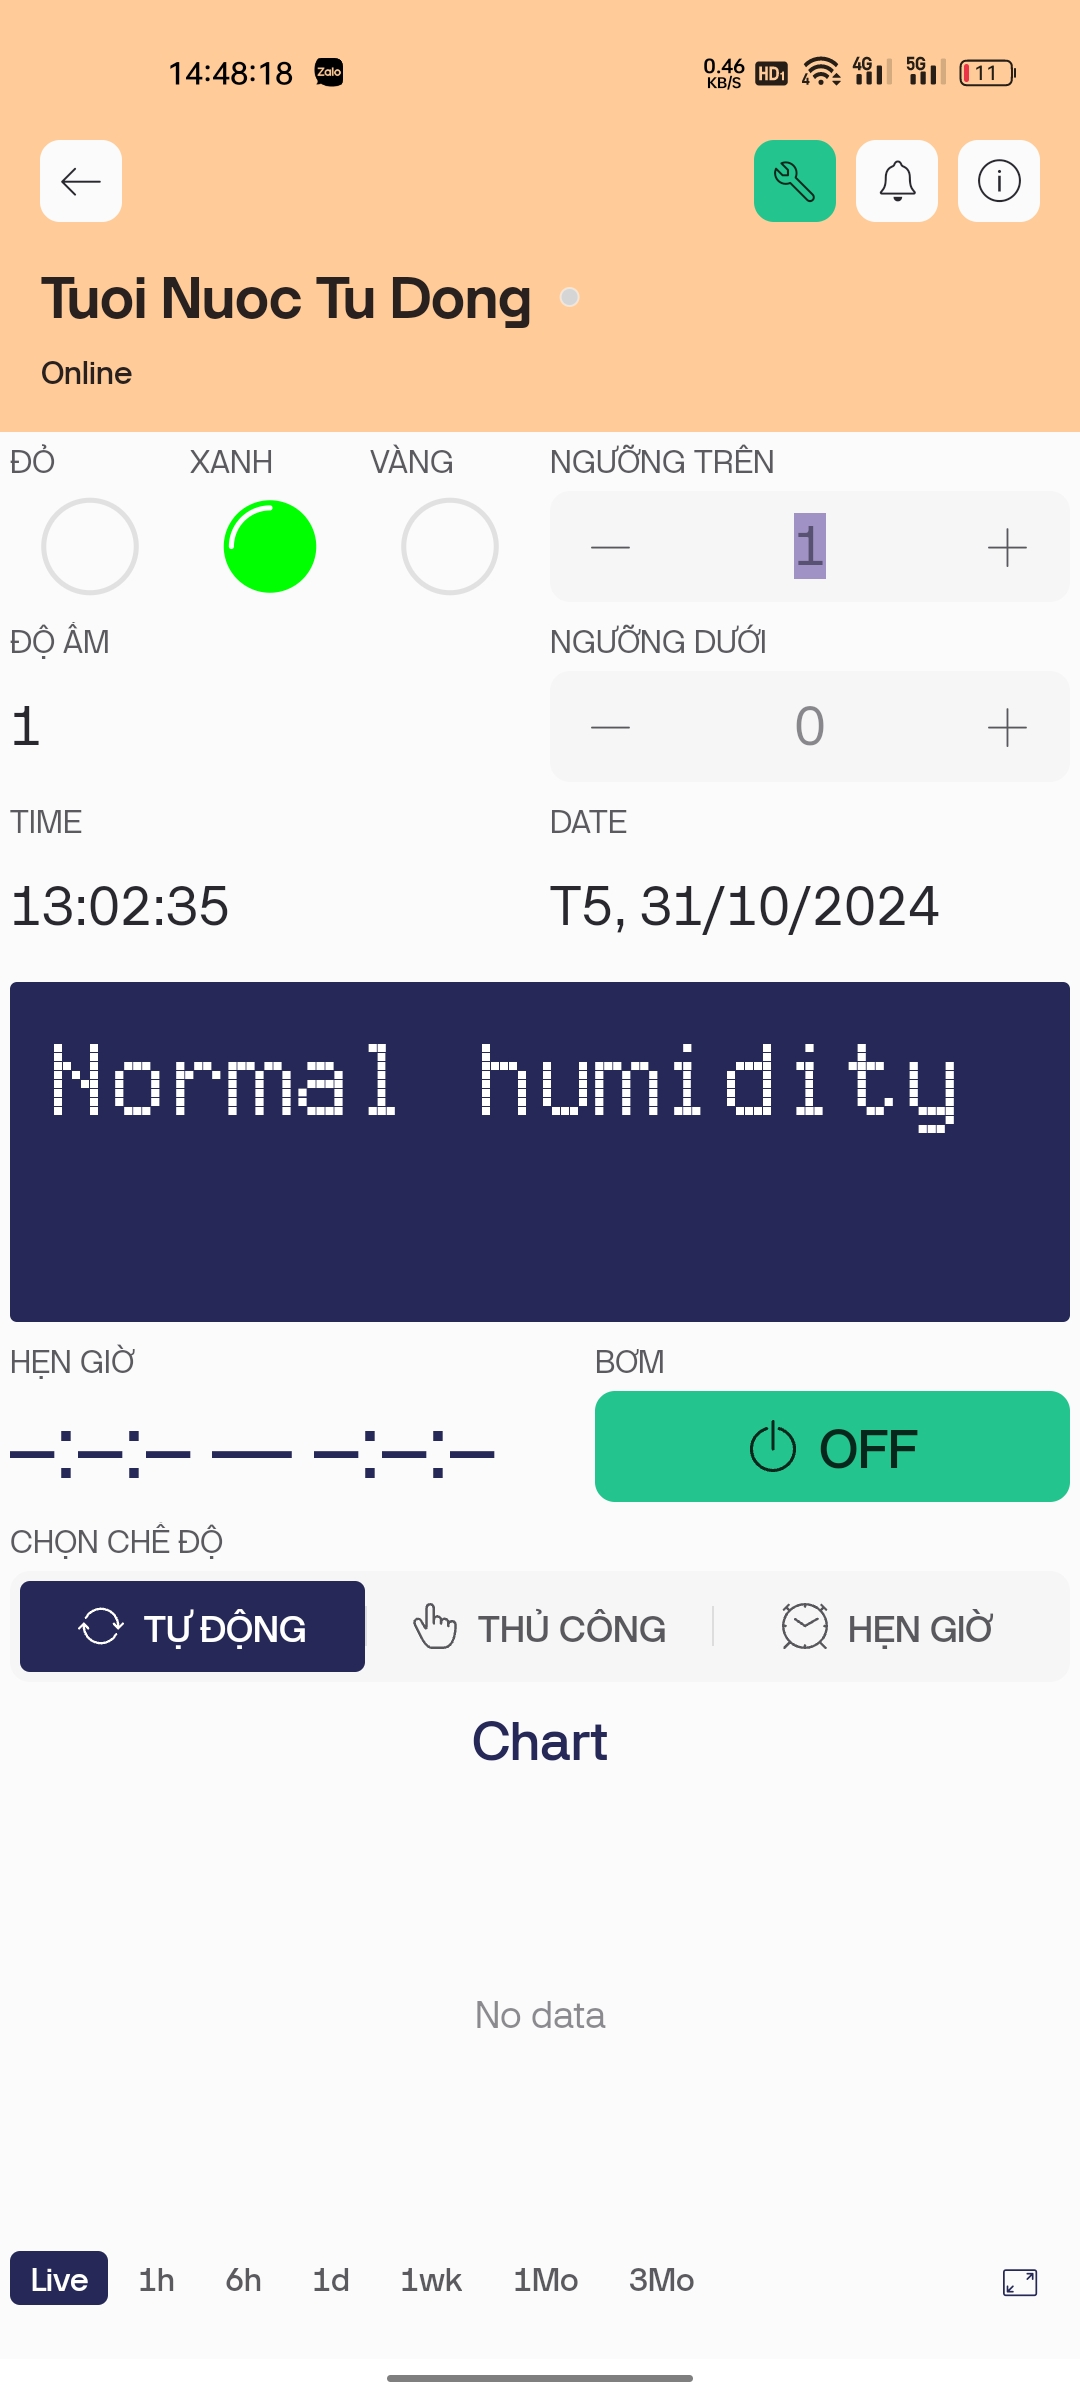 14:48:18 Zalo 0.46 KB/S HD1 4 4G 5G 11
Tuoi Nuoc Tu Dong
Online
ĐỎ XANH VÀNG NGƯỠNG TRÊN
1
ĐỘ ẨM NGƯỠNG DƯỚI
1 0
TIME DATE
13:02:35 T5, 31/10/2024
Normal humidity
HẸN GIỜ BƠM
–:–:– — –:–:– OFF
CHỌN CHẾ ĐỘ
TỰ ĐỘNG THỦ CÔNG HẸN GIỜ
Chart
No data
Live 1h 6h 1d 1wk 1Mo 3Mo